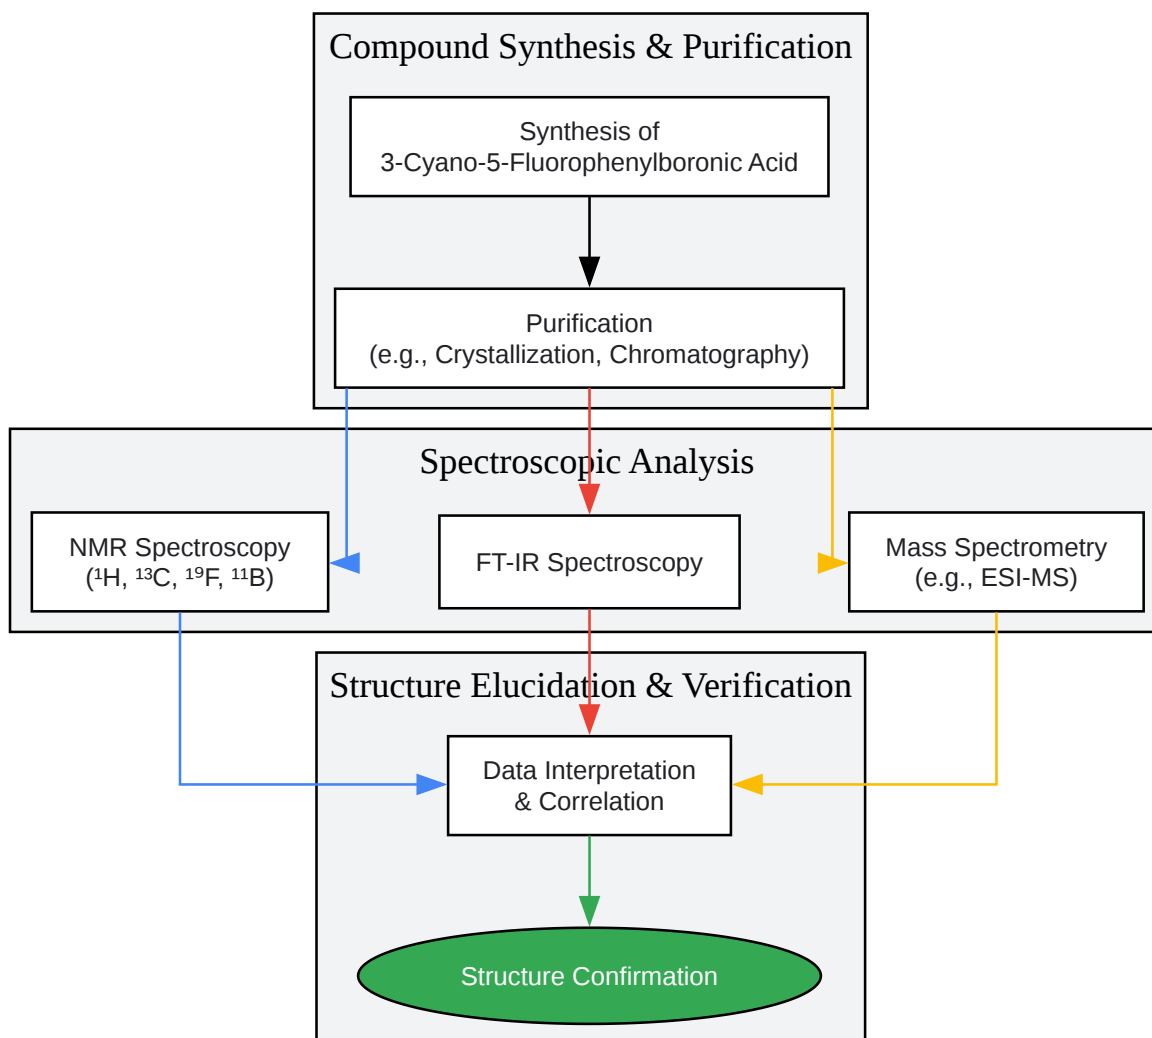 Compound Synthesis & Purification
Synthesis of
3-Cyano-5-Fluorophenylboronic Acid
Purification
(e.g., Crystallization, Chromatography)
Spectroscopic Analysis
NMR Spectroscopy
(¹H, ¹³C, ¹⁹F, ¹¹B)
FT-IR Spectroscopy
Mass Spectrometry
(e.g., ESI-MS)
Structure Elucidation & Verification
Data Interpretation
& Correlation
Structure Confirmation